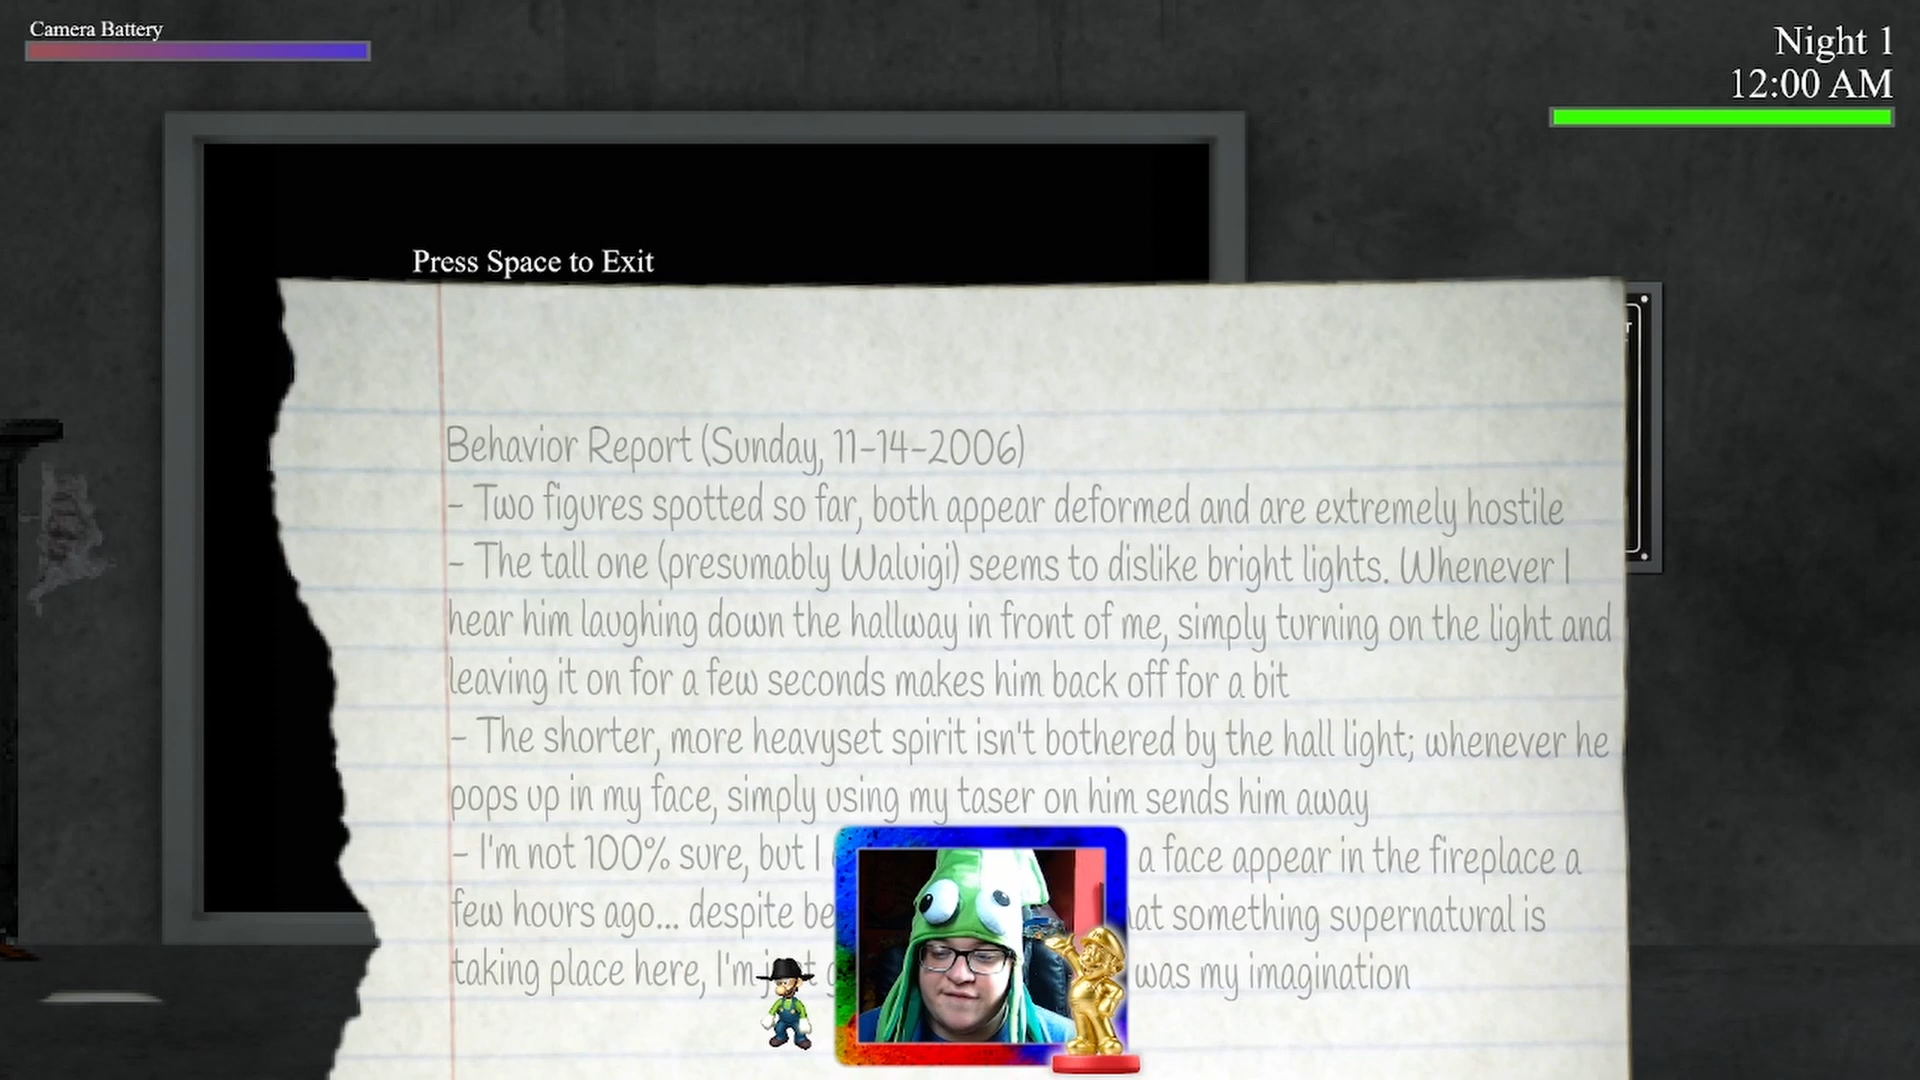 Camera Battery
Night 1
12:00 AM
Press Space to Exit
Behavior Report (Sunday, 11-14-2006)
- Two figures spotted so far, both appear deformed and are extremely hostile
- The tall one (presumably Waluigi) seems to dislike bright lights. Whenever I
hear him laughing down the hallway in front of me, simply turning on the light and
leaving it on for a few seconds makes him back off for a bit
- The shorter, more heavyset spirit isn't bothered by the hall light; whenever he
pops up in my face, simply using my taser on him sends him away
- I'm not 100% sure, but I a face appear in the fireplace a
few hours ago... despite something supernatural is
taking place here, I'm was my imagination